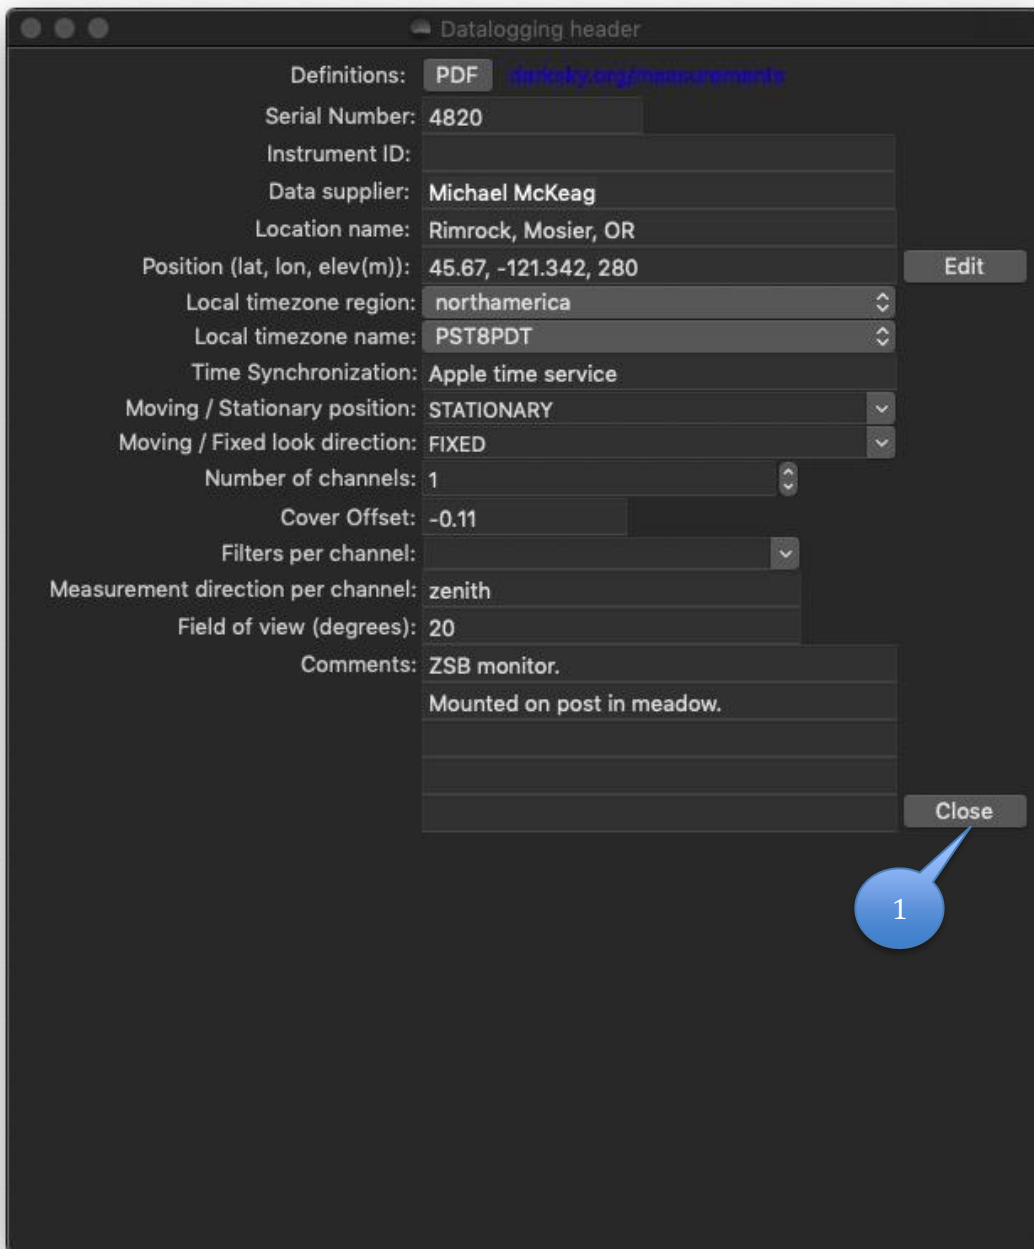 Datalogging header
Definitions: PDF darksky.org/measurements
Serial Number: 4820
Instrument ID:
Data supplier: Michael McKeag
Location name: Rimrock, Mosier, OR
Position (lat, lon, elev(m)): 45.67, -121.342, 280 Edit
Local timezone region: northamerica
Local timezone name: PST8PDT
Time Synchronization: Apple time service
Moving / Stationary position: STATIONARY
Moving / Fixed look direction: FIXED
Number of channels: 1
Cover Offset: -0.11
Filters per channel:
Measurement direction per channel: zenith
Field of view (degrees): 20
Comments: ZSB monitor.
Mounted on post in meadow.
Close
1